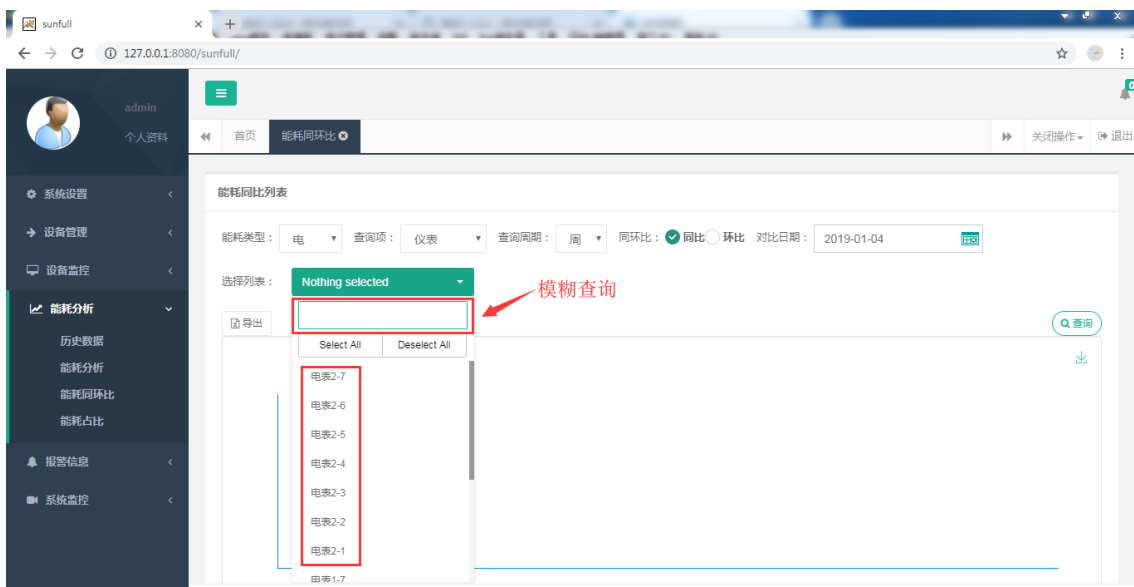 sunfull
127.0.0.1:8080/sunfull/
admin
个人资料
0
首页 能耗同环比 关闭操作 退出
系统设置
设备管理
设备监控
能耗分析
历史数据
能耗分析
能耗同环比
能耗占比
报警信息
系统监控
能耗同比列表
能耗类型： 电 查询项： 仪表 查询周期： 周 同环比： 同比 环比 对比日期： 2019-01-04
选择列表： Nothing selected
模糊查询
导出 查询
Select All Deselect All
电表2-7
电表2-6
电表2-5
电表2-4
电表2-3
电表2-2
电表2-1
电表1-7